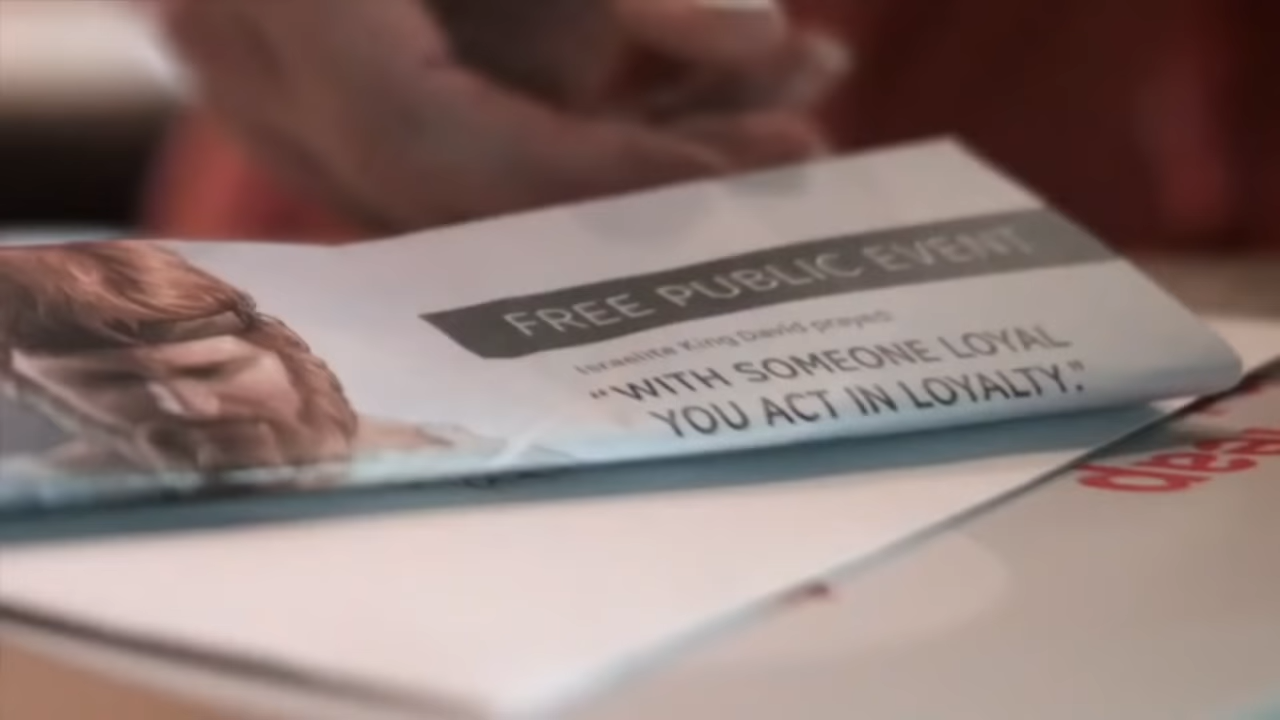 FREE PUBLIC EVENT
Israelite King David prayed
“WITH SOMEONE LOYAL
YOU ACT IN LOYALTY.”